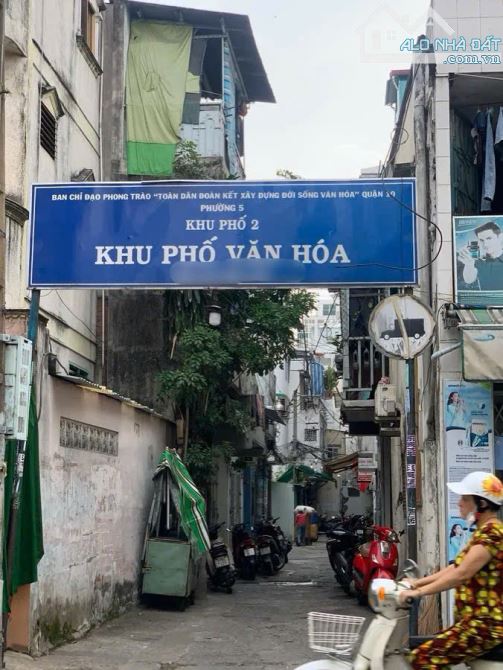 ALO NHÀ ĐẤT
.com.vn
BAN CHỈ ĐẠO PHONG TRÀO "TOÀN DÂN ĐOÀN KẾT XÂY DỰNG ĐỜI SỐNG VĂN HÓA" QUẬN 10
PHƯỜNG 5
KHU PHỐ 2
KHU PHỐ VĂN HÓA